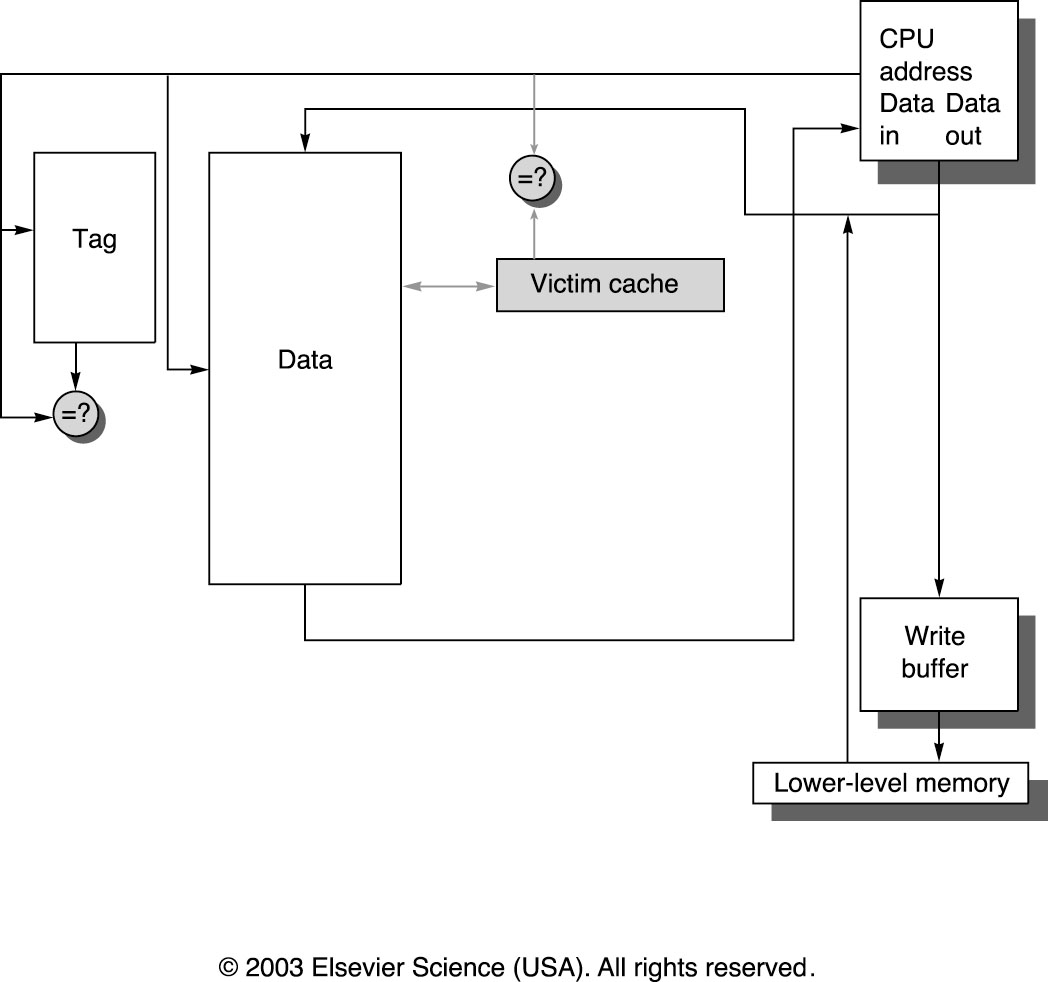 CPU
address
Data Data
in out
=?
Tag
Victim cache
Data
=?
Write
buffer
Lower-level memory
© 2003 Elsevier Science (USA). All rights reserved.